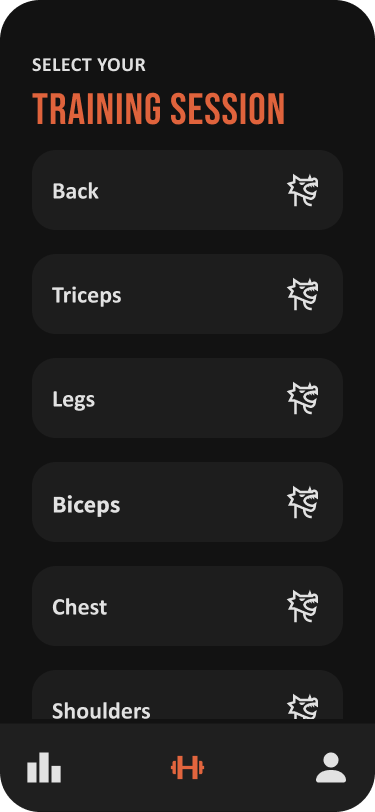 SELECT YOUR
TRAINING SESSION
Back
Triceps
Legs
Biceps
Chest
Shoulders